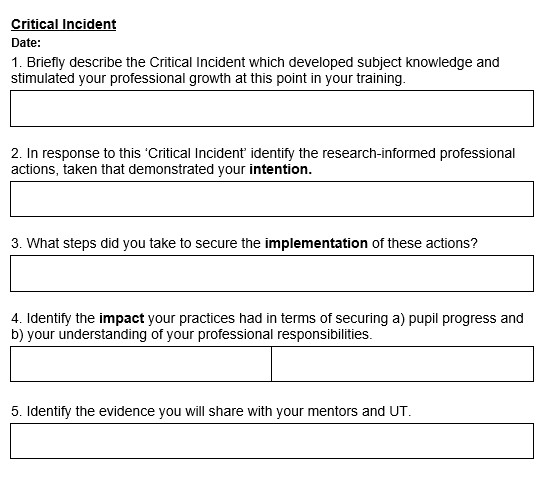 Critical Incident
Date:
1. Briefly describe the Critical Incident which developed subject knowledge and
stimulated your professional growth at this point in your training.
2. In response to this ‘Critical Incident’ identify the research-informed professional
actions, taken that demonstrated your intention.
3. What steps did you take to secure the implementation of these actions?
4. Identify the impact your practices had in terms of securing a) pupil progress and
b) your understanding of your professional responsibilities.
5. Identify the evidence you will share with your mentors and UT.